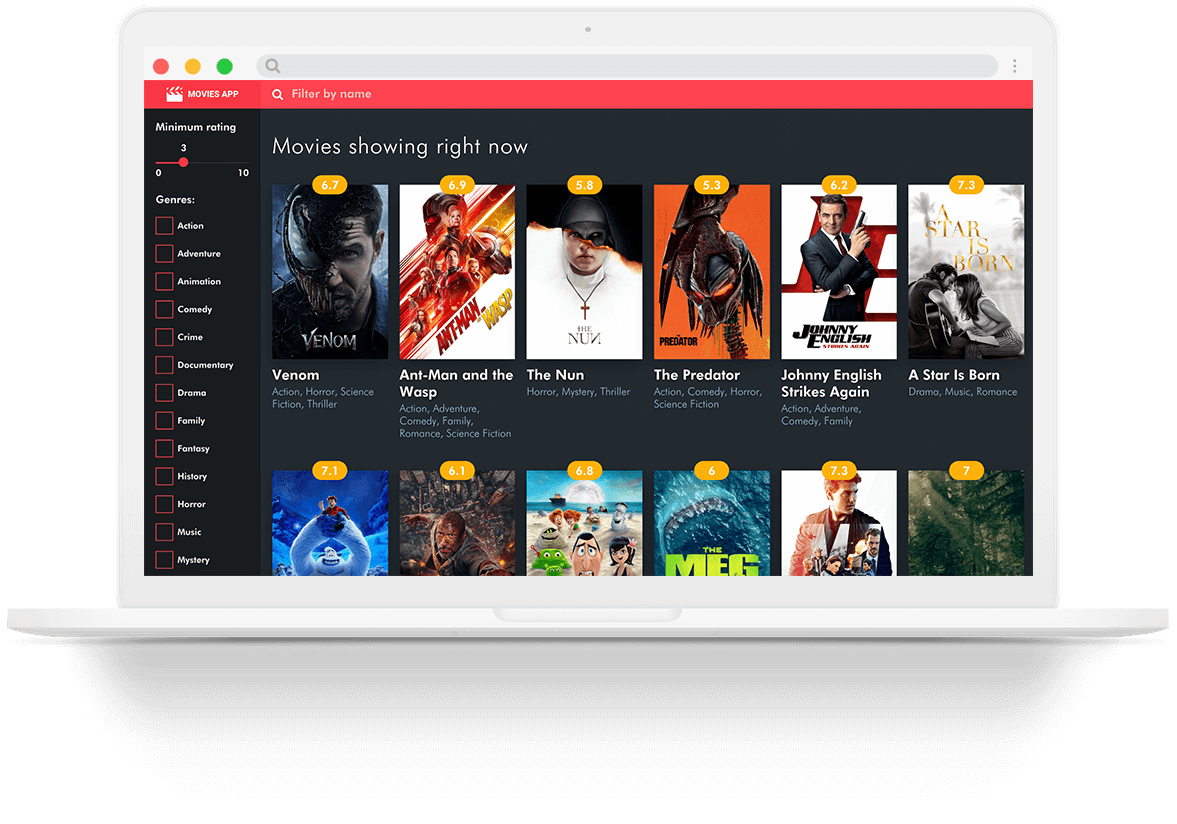 MOVIES APP
Filter by name
Minimum rating
3
0 10
Genres:
Action
Adventure
Animation
Comedy
Crime
Documentary
Drama
Family
Fantasy
History
Horror
Music
Mystery
Movies showing right now
6.7
VENOM
Venom
Action, Horror, Science
Fiction, Thriller
6.9
ANT-MAN AND THE WASP
Ant-Man and the
Wasp
Action, Adventure,
Comedy, Family,
Romance, Science Fiction
5.8
THE
NUN
The Nun
Horror, Mystery, Thriller
5.3
THE
PREDATOR
The Predator
Action, Comedy, Horror,
Science Fiction
6.2
JOHNNY
ENGLISH
STRIKES AGAIN
Johnny English
Strikes Again
Action, Adventure,
Comedy, Family
7.3
A
STAR
IS
BORN
A Star Is Born
Drama, Music, Romance
7.1
6.1
6.8
6
THE
MEG
7.3
7